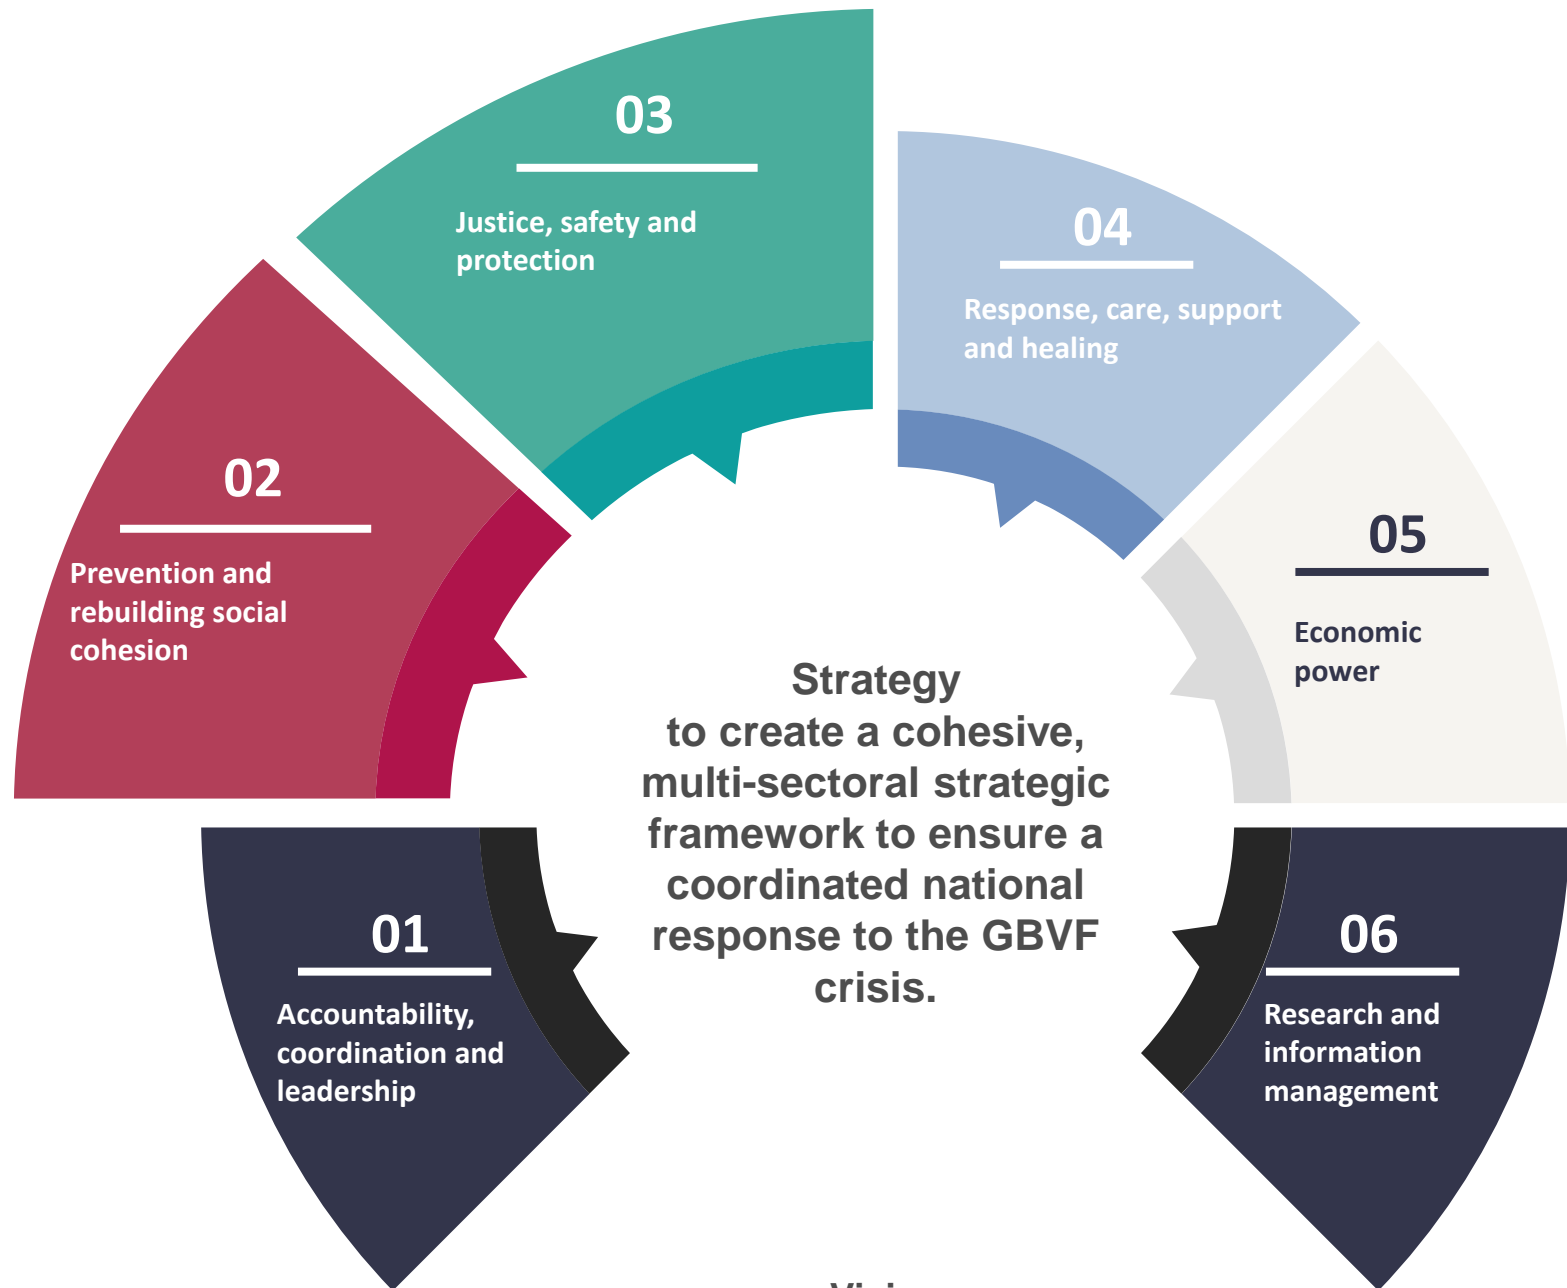 03
Justice, safety and
protection
04
Response, care, support
and healing
02
Prevention and
rebuilding social
cohesion
05
Economic
power
Strategy
to create a cohesive,
multi-sectoral strategic
framework to ensure a
coordinated national
response to the GBVF
crisis.
01
Accountability,
coordination and
leadership
06
Research and
information
management